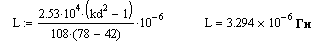 L := 2.53·10⁴·(kd² − 1) / 108·(78 − 42) ·10⁻⁶ L = 3.294 × 10⁻⁶ Гн